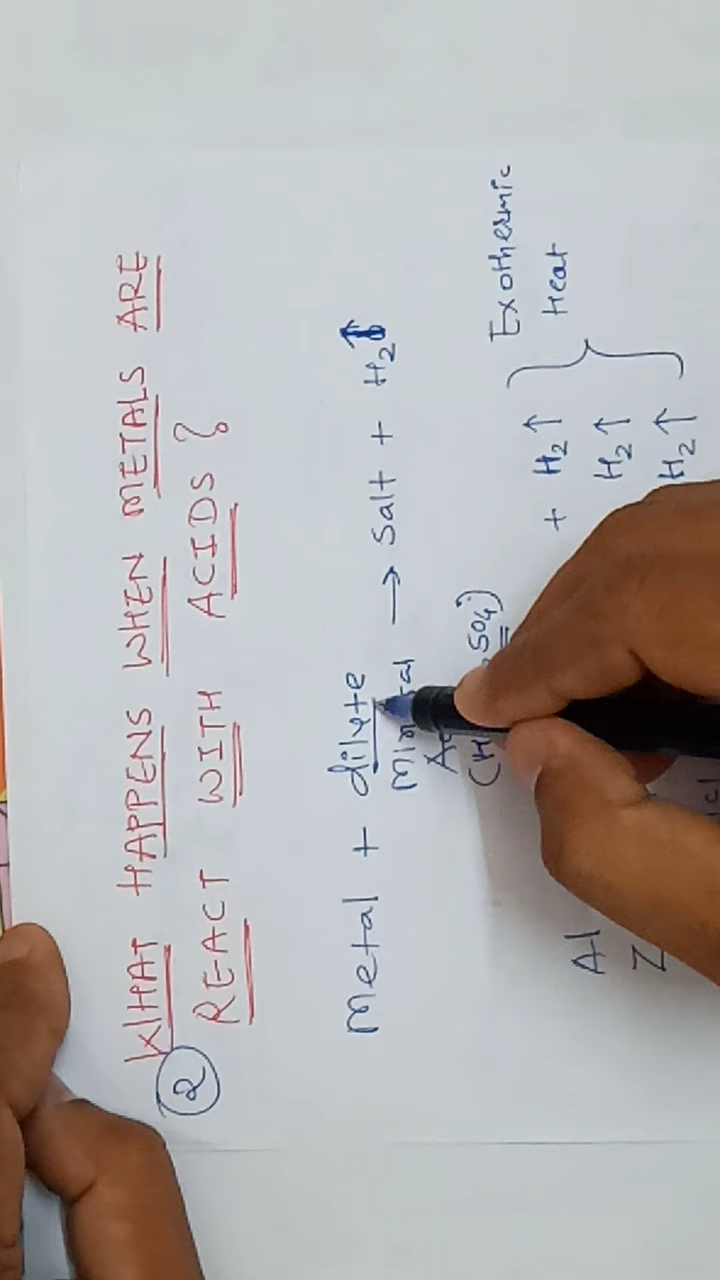 ② WHAT HAPPENS WHEN METALS ARE
REACT WITH ACIDS?
Metal + dilute → Salt + H₂↑
(H SO₄)
+ H₂↑
Exothermic
Heat
Al
H₂↑
H₂↑